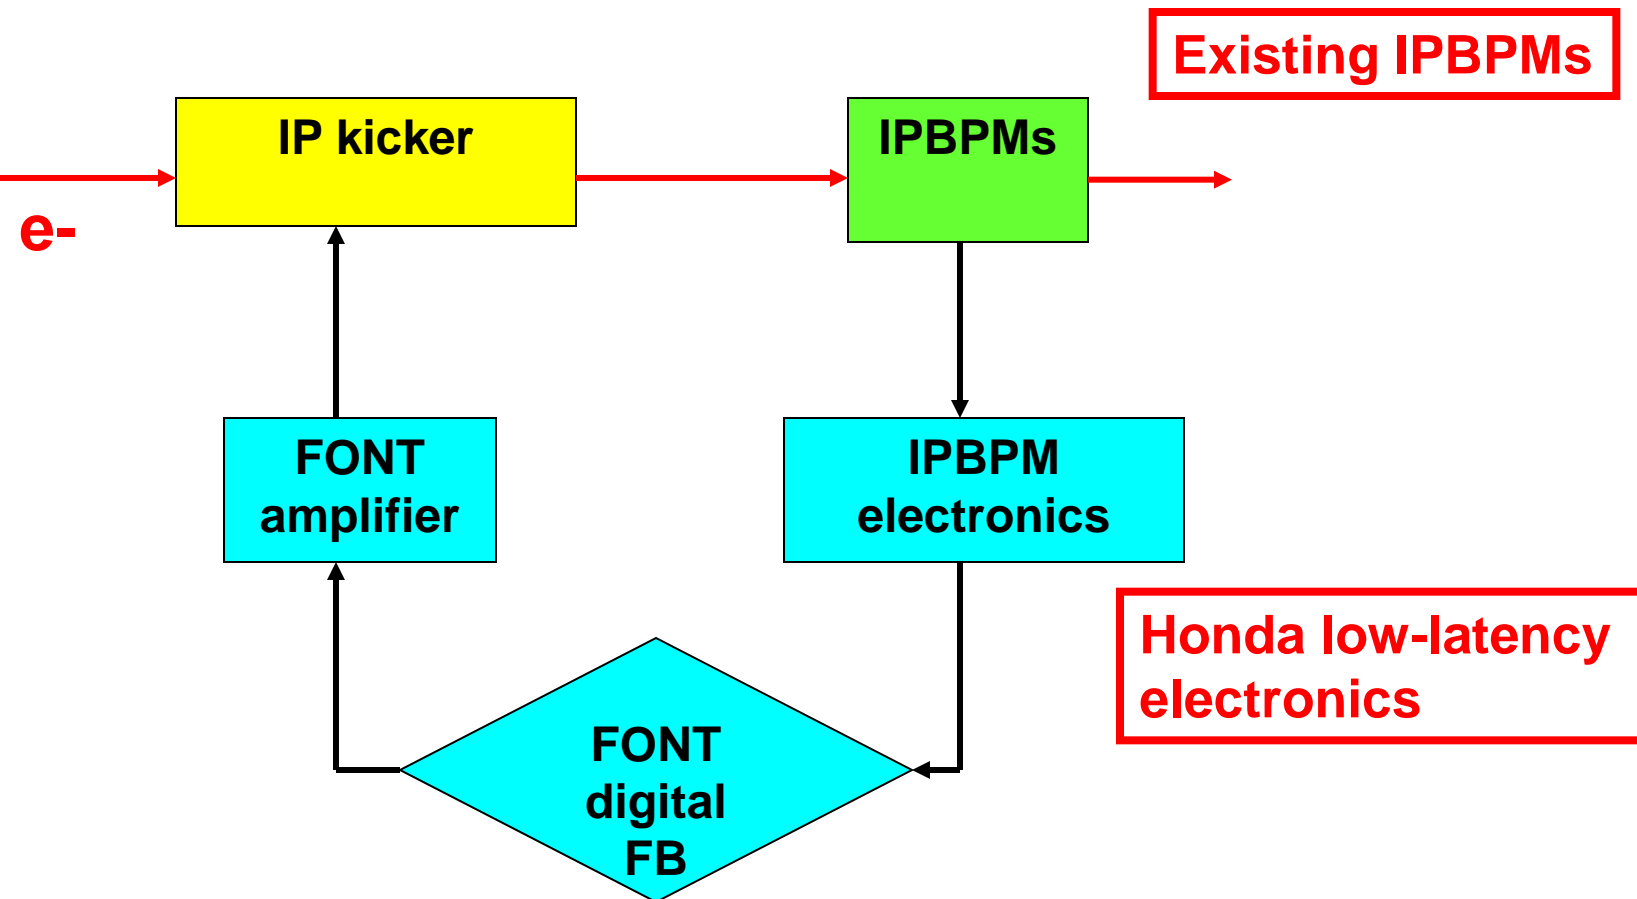 Existing IPBPMs
IP kicker
IPBPMs
e-
FONT
amplifier
IPBPM
electronics
Honda low-latency
electronics
FONT
digital
FB